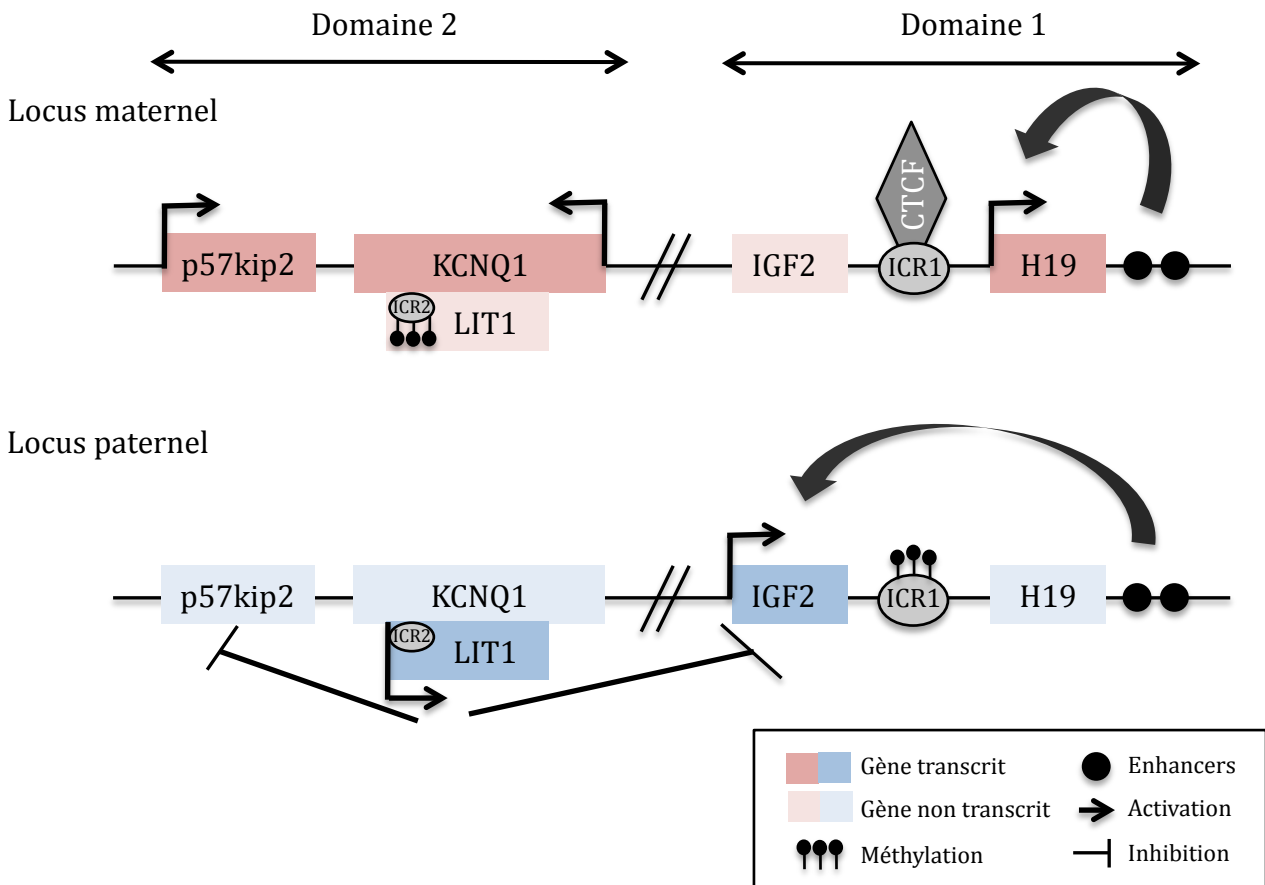 Domaine 2
Domaine 1
Locus maternel
p57kip2
KCNQ1
IGF2
CTCF
ICR1
H19
ICR2
LIT1
Locus paternel
p57kip2
KCNQ1
IGF2
ICR1
H19
ICR2
LIT1
Gène transcrit
Enhancers
Gène non transcrit
Activation
Méthylation
Inhibition